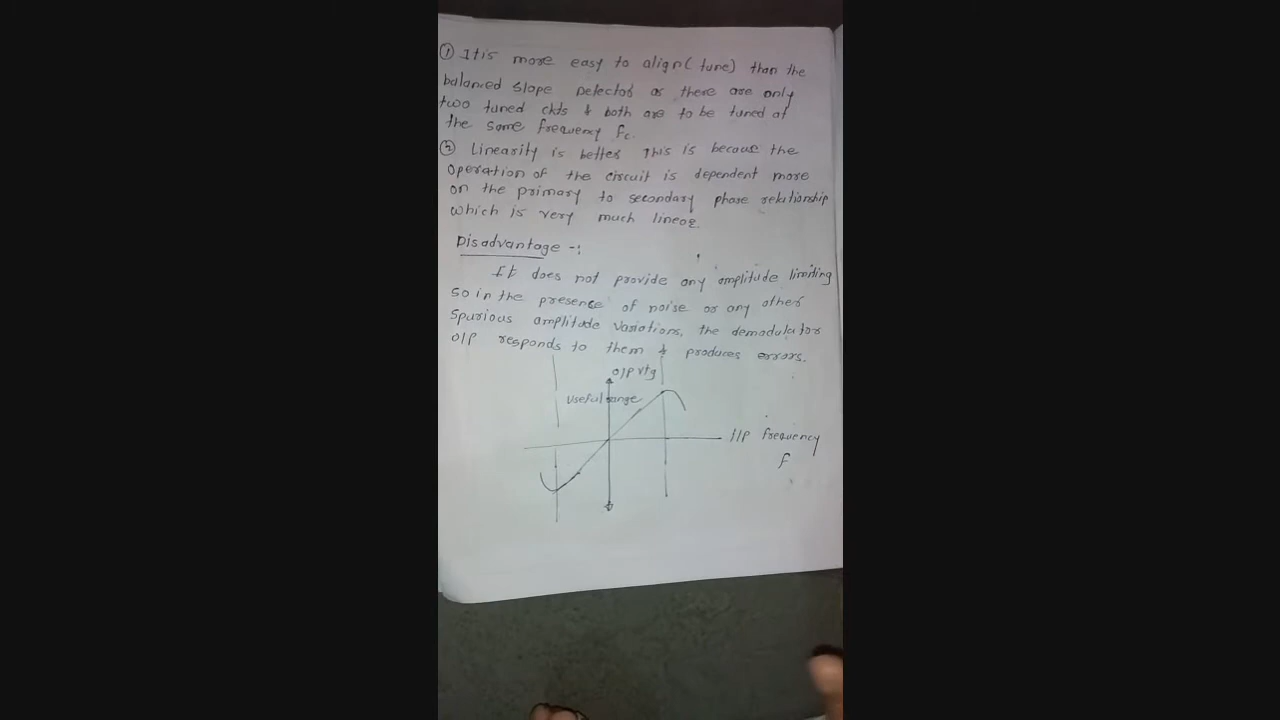 ① It is more easy to align ( tune ) than the
balanced slope Detector as there are only
two tuned ckts & both are to be tuned at
the same frequency fc.
② Linearity is better This is becaue the
operation of the circuit is dependent more
on the primary to secondary phase relationship
which is very much linear.
Disadvantage -:
It does not provide any amplitude limiting
so in the presence of noise or any other
spurious amplitude variations, the demodulator
O/P responds to them & produces errors.
O/P vtg
Useful range
I/P frequency
f